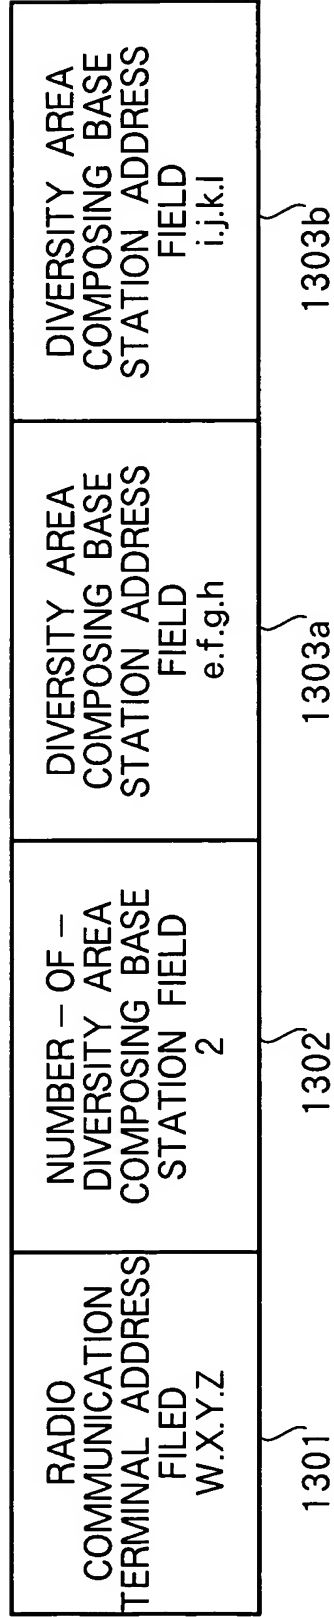 RADIO
COMMUNICATION
TERMINAL ADDRESS
FILED
W.X.Y.Z
NUMBER – OF –
DIVERSITY AREA
COMPOSING BASE
STATION FIELD
2
DIVERSITY AREA
COMPOSING BASE
STATION ADDRESS
FIELD
e.f.g.h
DIVERSITY AREA
COMPOSING BASE
STATION ADDRESS
FIELD
i.j.k.l
1301
1302
1303a
1303b